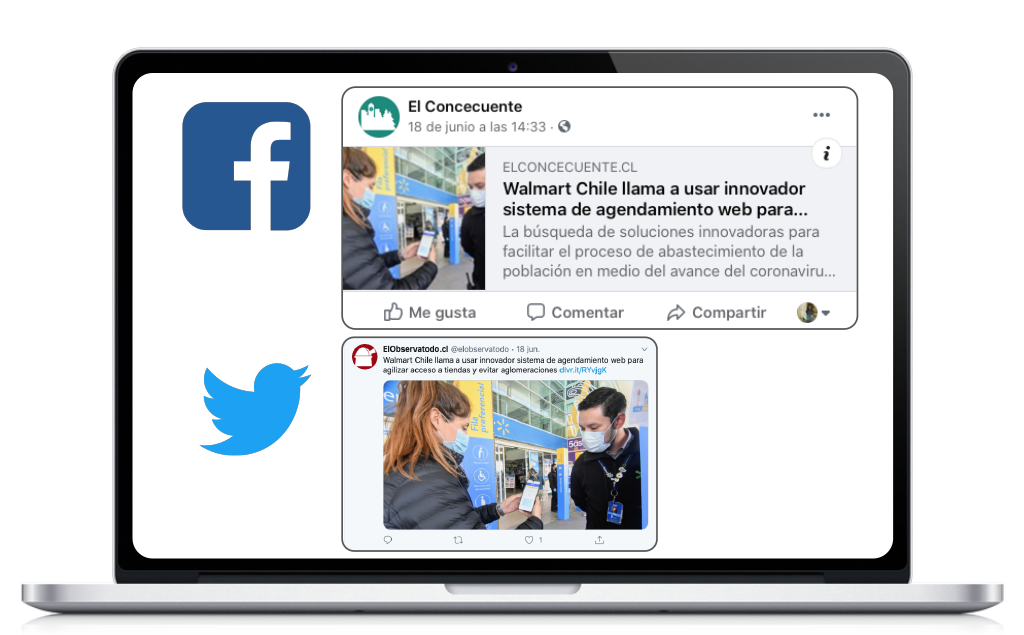 El Concecuente
18 de junio a las 14:33 ·
ELCONCECUENTE.CL
Walmart Chile llama a usar innovador
sistema de agendamiento web para...
La búsqueda de soluciones innovadoras para
facilitar el proceso de abastecimiento de la
población en medio del avance del coronaviru...
Me gusta
Comentar
Compartir
ElObservatodo.cl @elobservatodo · 18 jun.
Walmart Chile llama a usar innovador sistema de agendamiento web para
agilizar acceso a tiendas y evitar aglomeraciones dlvr.it/RYvjgK
Fila
preferencial
1